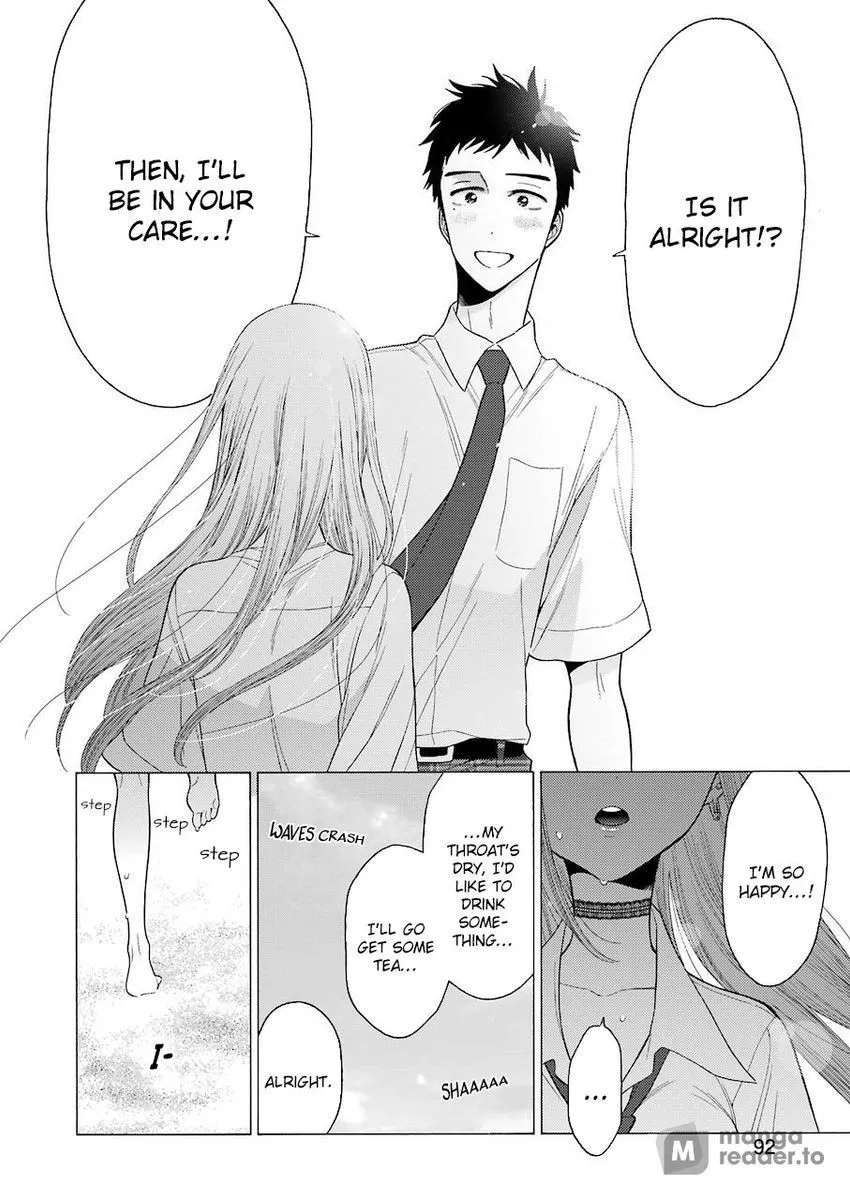 IS IT
ALRIGHT!?
THEN, I'LL
BE IN YOUR
CARE...!
I'M SO
HAPPY...!
...
...MY
THROAT'S
DRY, I'D
LIKE TO
DRINK
SOME-
THING...
I'LL GO
GET SOME
TEA...
WAVES CRASH
ALRIGHT.
SHAAAAA
step
step
step
I-
92
M
manga
reader.to